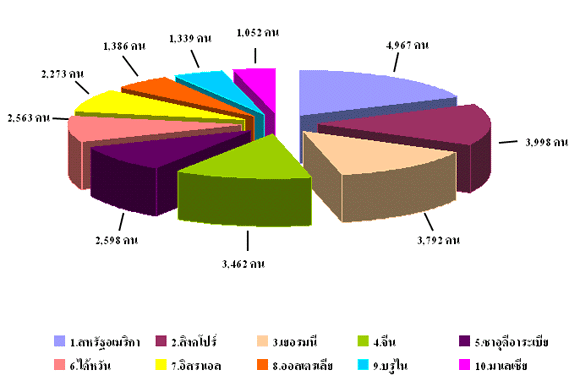 1.052 คน
1.339 คน
1.386 คน
4.967 คน
2.273 คน
2.563 คน
3.998 คน
2.598 คน
3.792 คน
3.462 คน
1.สหรัฐอเมริกา 2.สิงคโปร์ 3.เยอรมนี 4.จีน 5.ซาอุดีอาระเบีย
6.ไต้หวัน 7.อิสราเอล 8.ออสเตรเลีย 9.บรูไน 10.มาเลเซีย